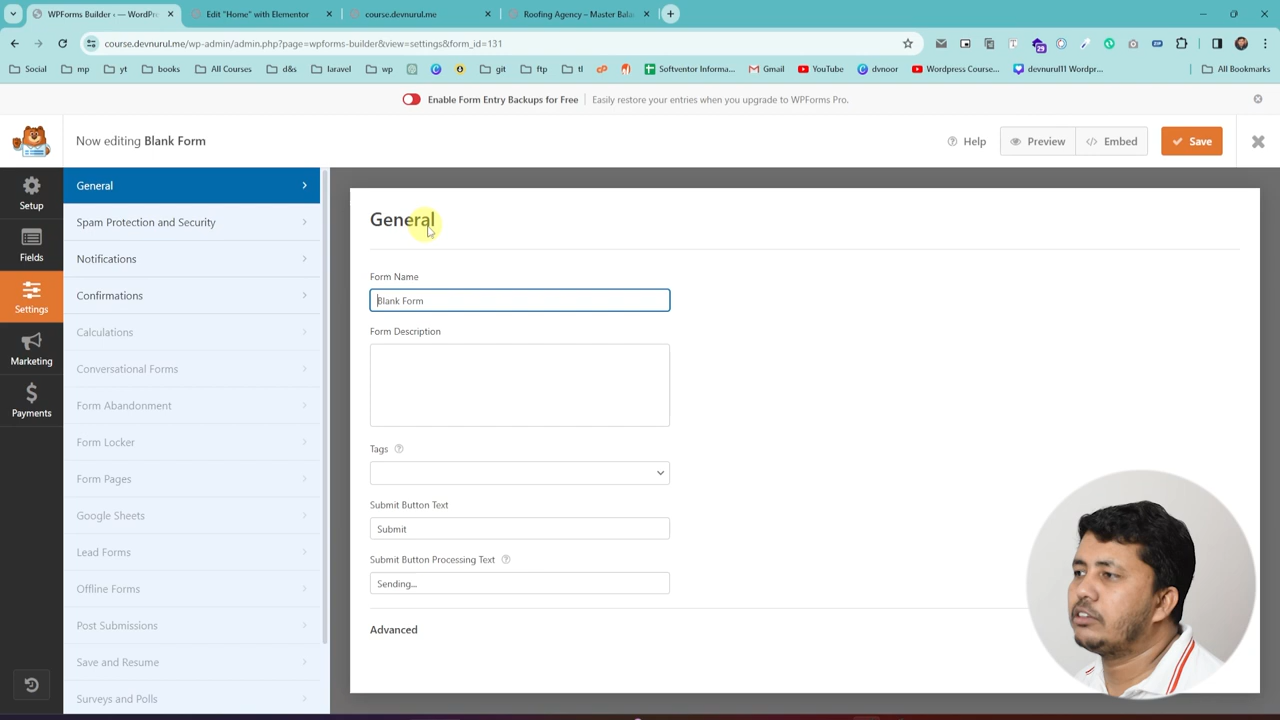 WPForms Builder ‹ — WordPr
Edit "Home" with Elementor
course.devnurul.me
Roofing Agency – Master Bala
course.devnurul.me/wp-admin/admin.php?page=wpforms-builder&view=settings&form_id=131
Social
mp
yt
books
All Courses
d&s
laravel
wp
git
ftp
tl
Softventor Informa...
Gmail
YouTube
dvnoor
Wordpress Course...
devnurul11 Wordpr...
All Bookmarks
Enable Form Entry Backups for Free
Easily restore your entries when you upgrade to WPForms Pro.
Now editing Blank Form
Help
Preview
Embed
Save
Setup
Fields
Settings
Marketing
Payments
General
Spam Protection and Security
Notifications
Confirmations
Calculations
Conversational Forms
Form Abandonment
Form Locker
Form Pages
Google Sheets
Lead Forms
Offline Forms
Post Submissions
Save and Resume
Surveys and Polls
General
Form Name
Blank Form
Form Description
Tags
Submit Button Text
Submit
Submit Button Processing Text
Sending...
Advanced